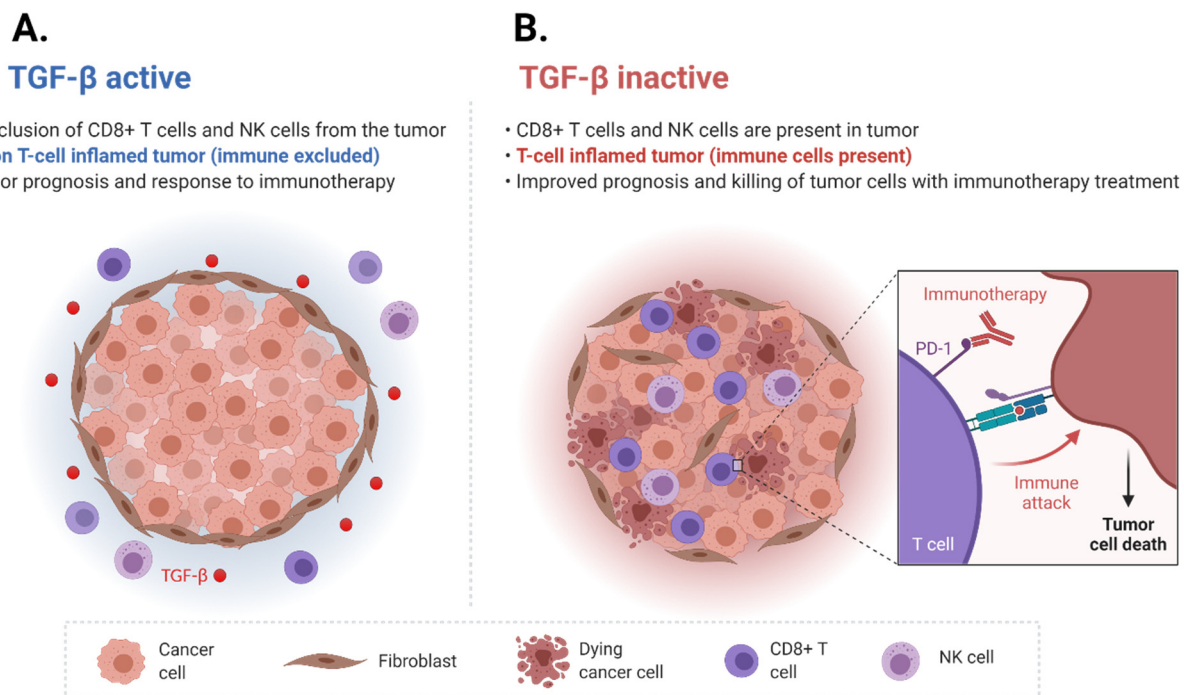 A.
TGF-β active
clusion of CD8+ T cells and NK cells from the tumor
on T-cell inflamed tumor (immune excluded)
or prognosis and response to immunotherapy
TGF-β
B.
TGF-β inactive
• CD8+ T cells and NK cells are present in tumor
• T-cell inflamed tumor (immune cells present)
• Improved prognosis and killing of tumor cells with immunotherapy treatment
Immunotherapy
PD-1
Immune
attack
T cell
Tumor
cell death
Cancer
cell
Fibroblast
Dying
cancer cell
CD8+ T
cell
NK cell